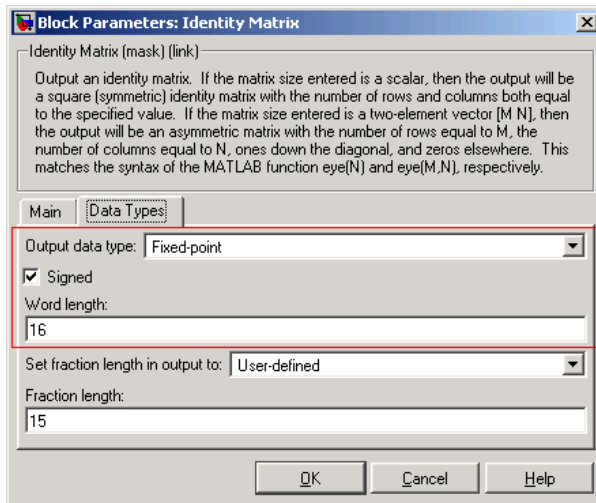 Block Parameters: Identity Matrix
Identity Matrix (mask) (link)
Output an identity matrix. If the matrix size entered is a scalar, then the output will be
a square (symmetric) identity matrix with the number of rows and columns both equal
to the specified value. If the matrix size entered is a two-element vector [M N], then
the output will be an asymmetric matrix with the number of rows equal to M, the
number of columns equal to N, ones down the diagonal, and zeros elsewhere. This
matches the syntax of the MATLAB function eye(N) and eye(M,N), respectively.
Main Data Types
Output data type: Fixed-point
Signed
Word length:
16
Set fraction length in output to: User-defined
Fraction length:
15
OK Cancel Help